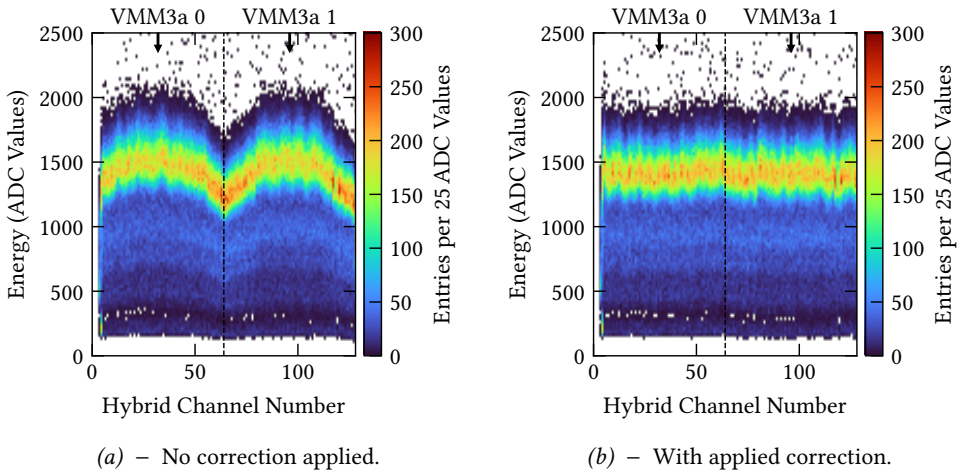 VMM3a 0 VMM3a 1
2500
2000
1500
1000
500
0
0 50 100
Energy (ADC Values)
Hybrid Channel Number
300
250
200
150
100
50
0
Entries per 25 ADC Values
(a) – No correction applied.
VMM3a 0 VMM3a 1
2500
2000
1500
1000
500
0
0 50 100
Energy (ADC Values)
Hybrid Channel Number
300
250
200
150
100
50
0
Entries per 25 ADC Values
(b) – With applied correction.